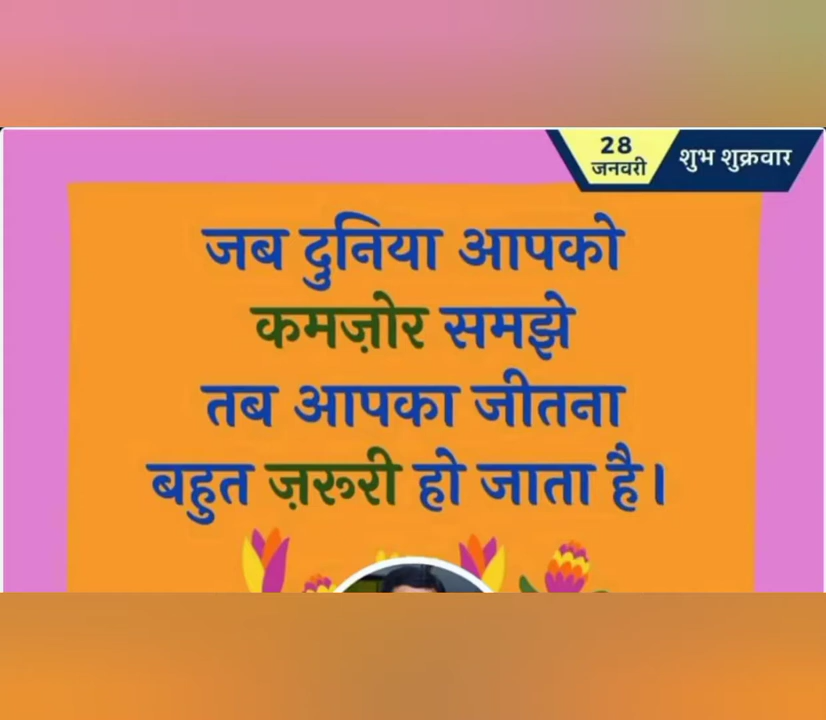 28
जनवरी
शुभ शुक्रवार
जब दुनिया आपको
कमज़ोर समझे
तब आपका जीतना
बहुत ज़रूरी हो जाता है।